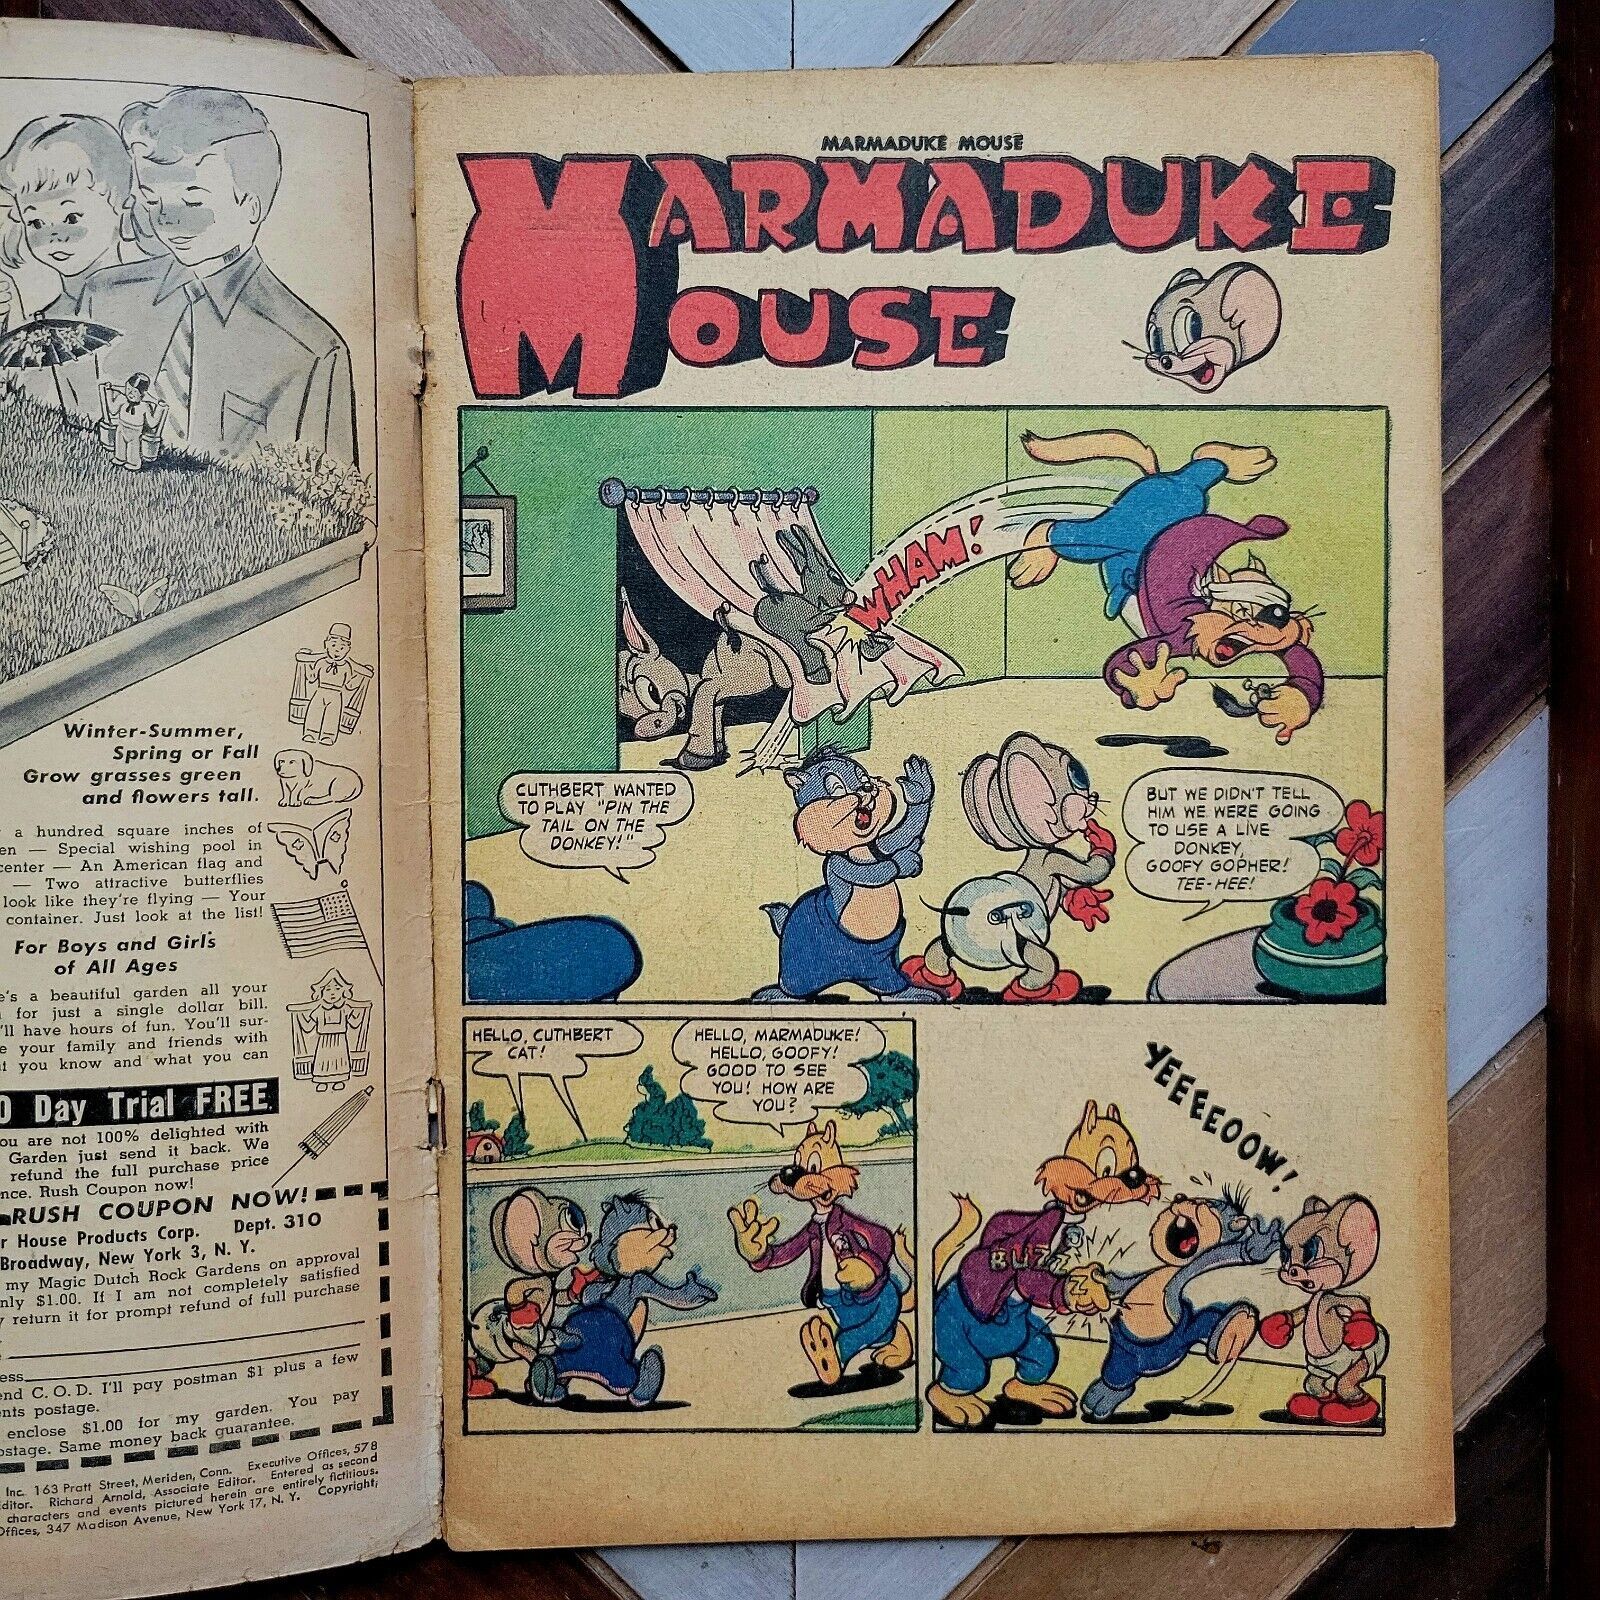 Winter-Summer,
Spring or Fall
Grow grasses green
and flowers tall.
a hundred square inches of
— Special wishing pool in
center — An American flag and
— Two attractive butterflies
look like they're flying — Your
container. Just look at the list!
For Boys and Girls
of All Ages
a beautiful garden all your
for just a single dollar bill.
have hours of fun. You'll sur-
your family and friends with
you know and what you can
Day Trial FREE
are not 100% delighted with
Garden just send it back. We
refund the full purchase price
Rush Coupon now!
RUSH COUPON NOW!
House Products Corp. Dept. 310
Broadway, New York 3, N. Y.
my Magic Dutch Rock Gardens on approval
$1.00. If I am not completely satisfied
return it for prompt refund of full purchase
C. O. D. I'll pay postman $1 plus a few
postage.
enclose $1.00 for my garden. You pay
Same money back guarantee.
Inc. 163 Pratt Street, Meriden, Conn. Executive Offices, 578
Richard Arnold, Associate Editor. Entered as second
characters and events pictured herein are entirely fictitious.
347 Madison Avenue, New York 17, N. Y. Copyright,
MARMADUKE MOUSE
MARMADUKE
MOUSE
WHAM!
CUTHBERT WANTED
TO PLAY "PIN THE
TAIL ON THE
DONKEY!"
BUT WE DIDN'T TELL
HIM WE WERE GOING
TO USE A LIVE
DONKEY,
GOOFY GOPHER!
TEE-HEE!
HELLO, CUTHBERT
CAT!
HELLO, MARMADUKE!
HELLO, GOOFY!
GOOD TO SEE
YOU! HOW ARE
YOU?
YEEEEOOW!
BUZZZZ